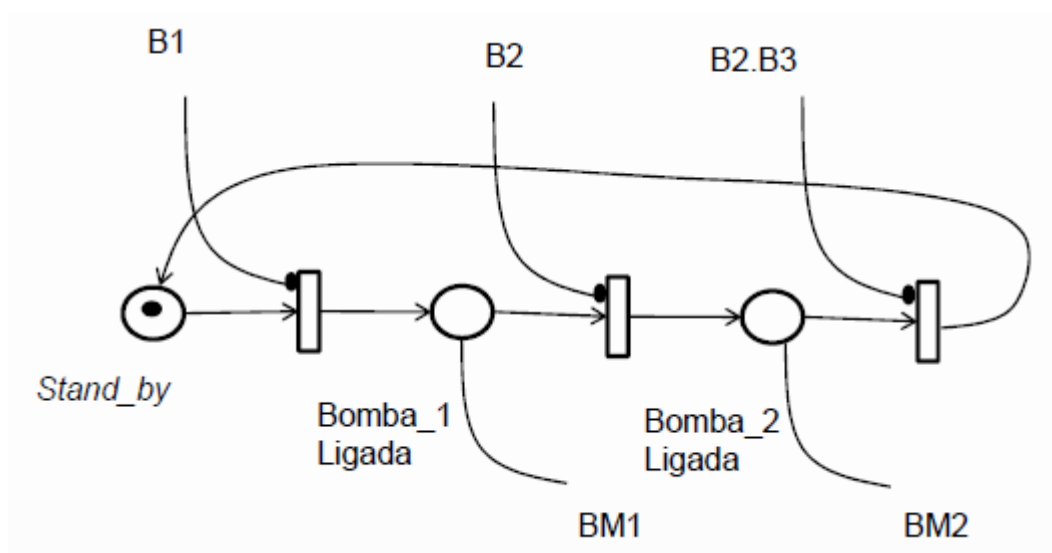 B1
B2
B2.B3
Stand_by
Bomba_1
Ligada
Bomba_2
Ligada
BM1
BM2